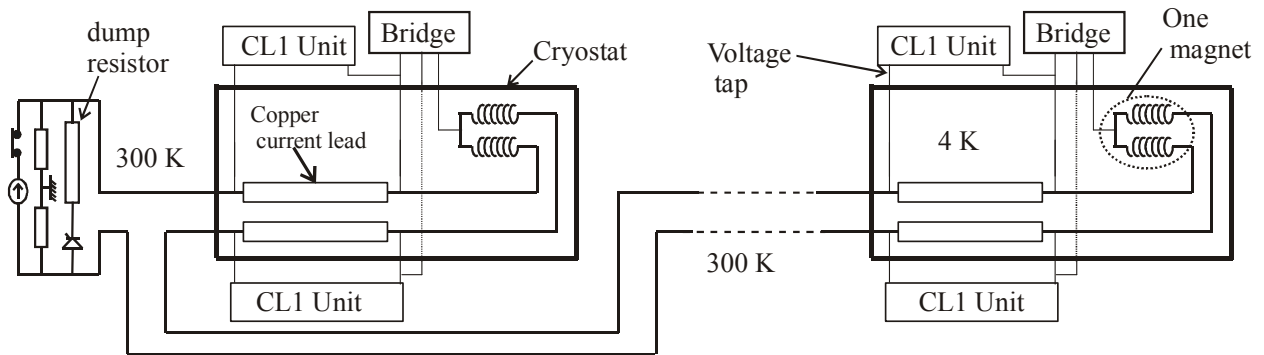 dump
resistor
CL1 Unit
Bridge
Cryostat
Voltage
tap
CL1 Unit
Bridge
One
magnet
300 K
Copper
current lead
4 K
300 K
CL1 Unit
CL1 Unit